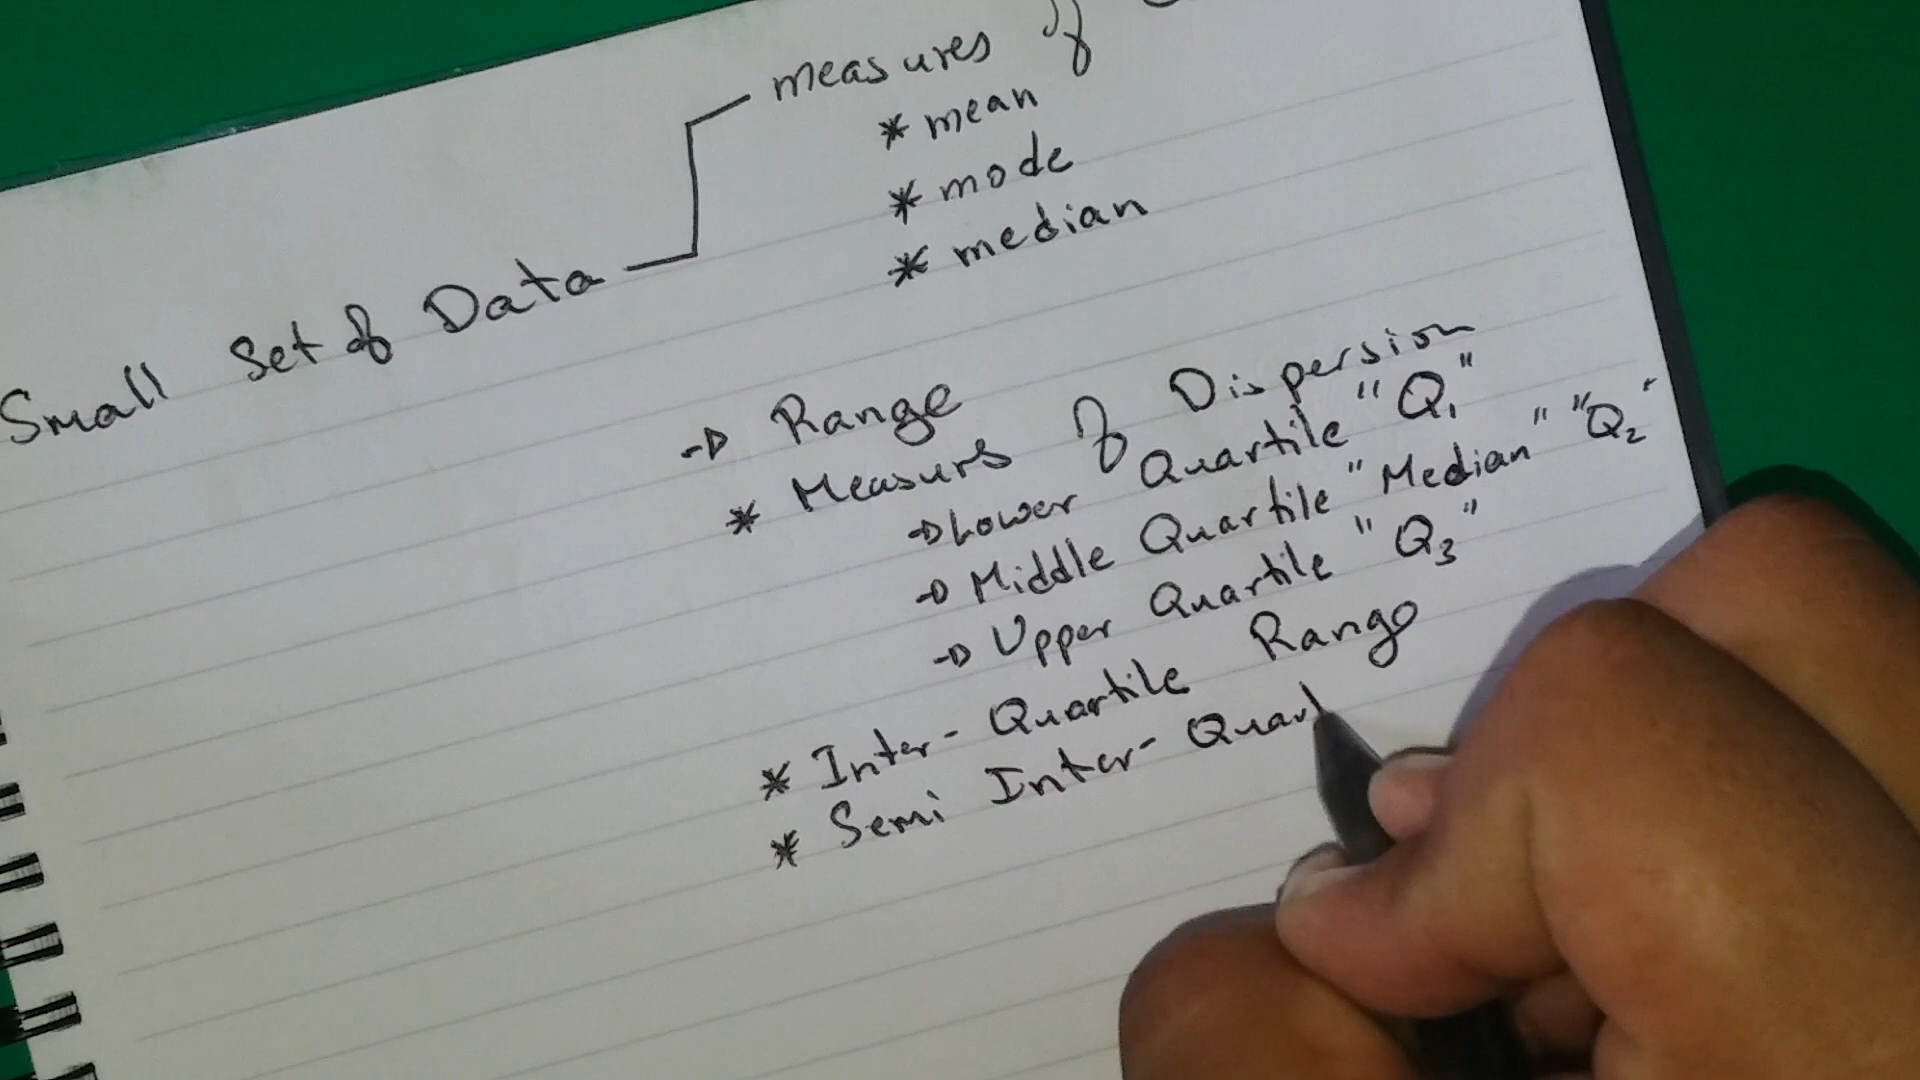 measures of
* mean
* mode
* median
Small Set of Data
→ Range
* Measurs of Dispersion
→ Lower Quartile "Q₁"
→ Middle Quartile "Median" "Q₂"
→ Upper Quartile "Q₃"
* Inter-Quartile Range
* Semi Inter-Quart